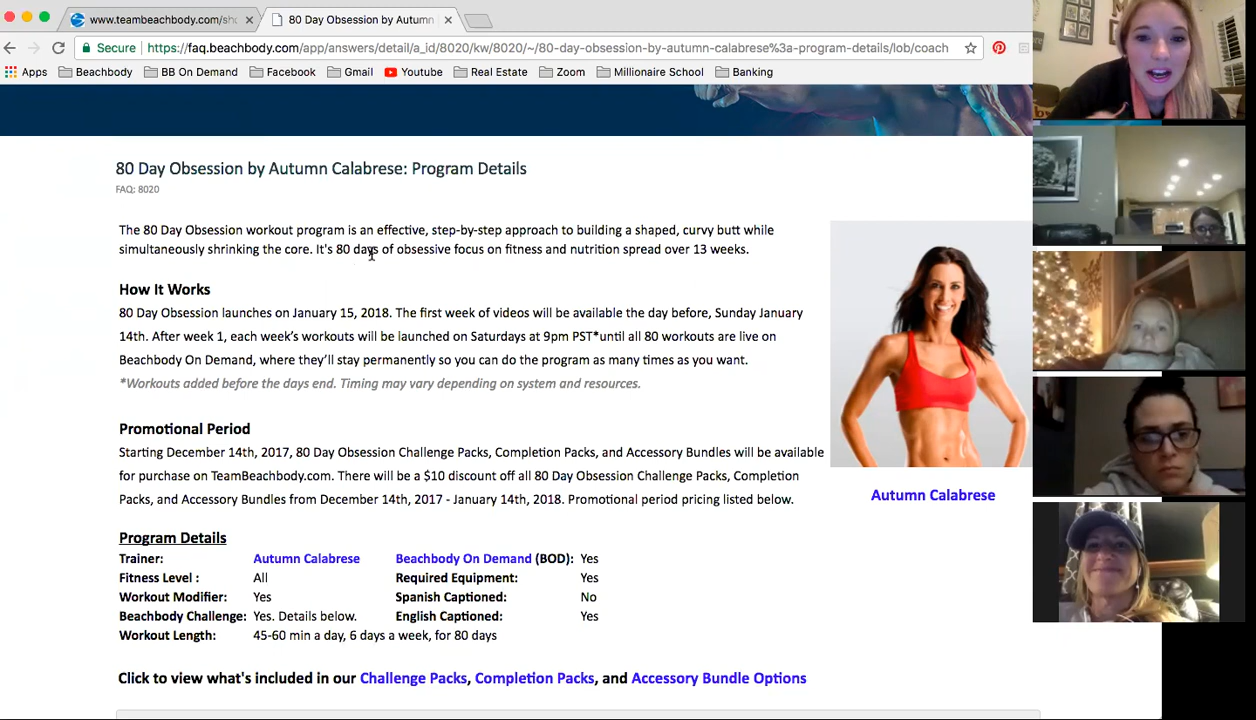 www.teambeachbody.com/sh
80 Day Obsession by Autumn
Secure
https://faq.beachbody.com/app/answers/detail/a_id/8020/kw/8020/~/80-day-obsession-by-autumn-calabrese%3a-program-details/lob/coach
Apps Beachbody BB On Demand Facebook Gmail Youtube Real Estate Zoom Millionaire School Banking
80 Day Obsession by Autumn Calabrese: Program Details
FAQ: 8020
The 80 Day Obsession workout program is an effective, step-by-step approach to building a shaped, curvy butt while
simultaneously shrinking the core. It's 80 days of obsessive focus on fitness and nutrition spread over 13 weeks.
How It Works
80 Day Obsession launches on January 15, 2018. The first week of videos will be available the day before, Sunday January
14th. After week 1, each week's workouts will be launched on Saturdays at 9pm PST*until all 80 workouts are live on
Beachbody On Demand, where they'll stay permanently so you can do the program as many times as you want.
*Workouts added before the days end. Timing may vary depending on system and resources.
Promotional Period
Starting December 14th, 2017, 80 Day Obsession Challenge Packs, Completion Packs, and Accessory Bundles will be available
for purchase on TeamBeachbody.com. There will be a $10 discount off all 80 Day Obsession Challenge Packs, Completion
Packs, and Accessory Bundles from December 14th, 2017 - January 14th, 2018. Promotional period pricing listed below.
Autumn Calabrese
Program Details
Trainer: Autumn Calabrese Beachbody On Demand (BOD): Yes
Fitness Level : All Required Equipment: Yes
Workout Modifier: Yes Spanish Captioned: No
Beachbody Challenge: Yes. Details below. English Captioned: Yes
Workout Length: 45-60 min a day, 6 days a week, for 80 days
Click to view what's included in our Challenge Packs, Completion Packs, and Accessory Bundle Options